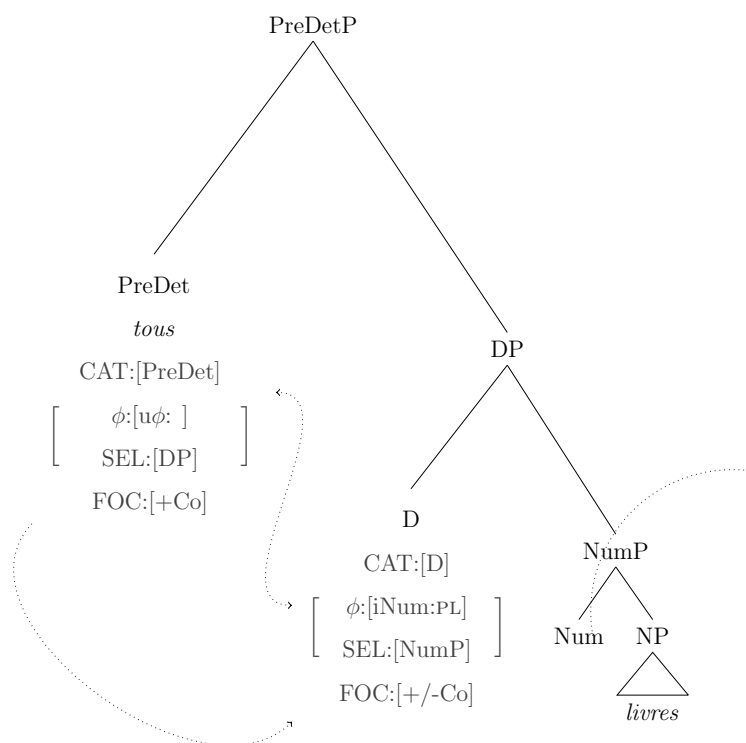 PreDetP
PreDet
tous
CAT:[PreDet]
ϕ:[uϕ: ]
SEL:[DP]
FOC:[+Co]
DP
D
CAT:[D]
ϕ:[iNum:PL]
SEL:[NumP]
FOC:[+/-Co]
NumP
Num NP
livres